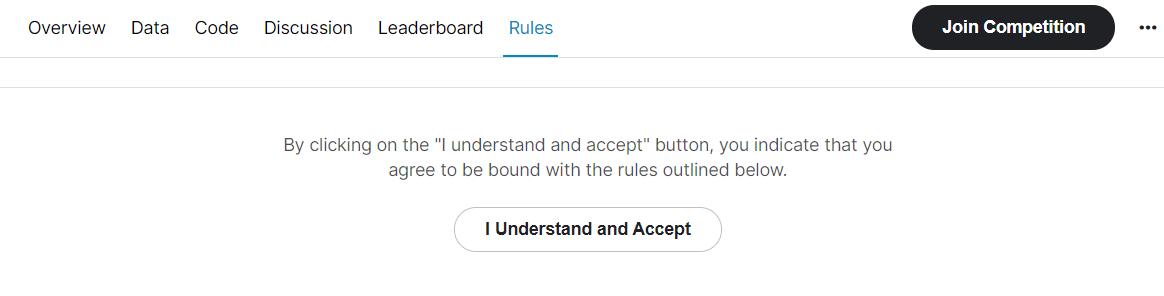 Overview Data Code Discussion Leaderboard Rules Join Competition ...
By clicking on the "I understand and accept" button, you indicate that you
agree to be bound with the rules outlined below.
I Understand and Accept